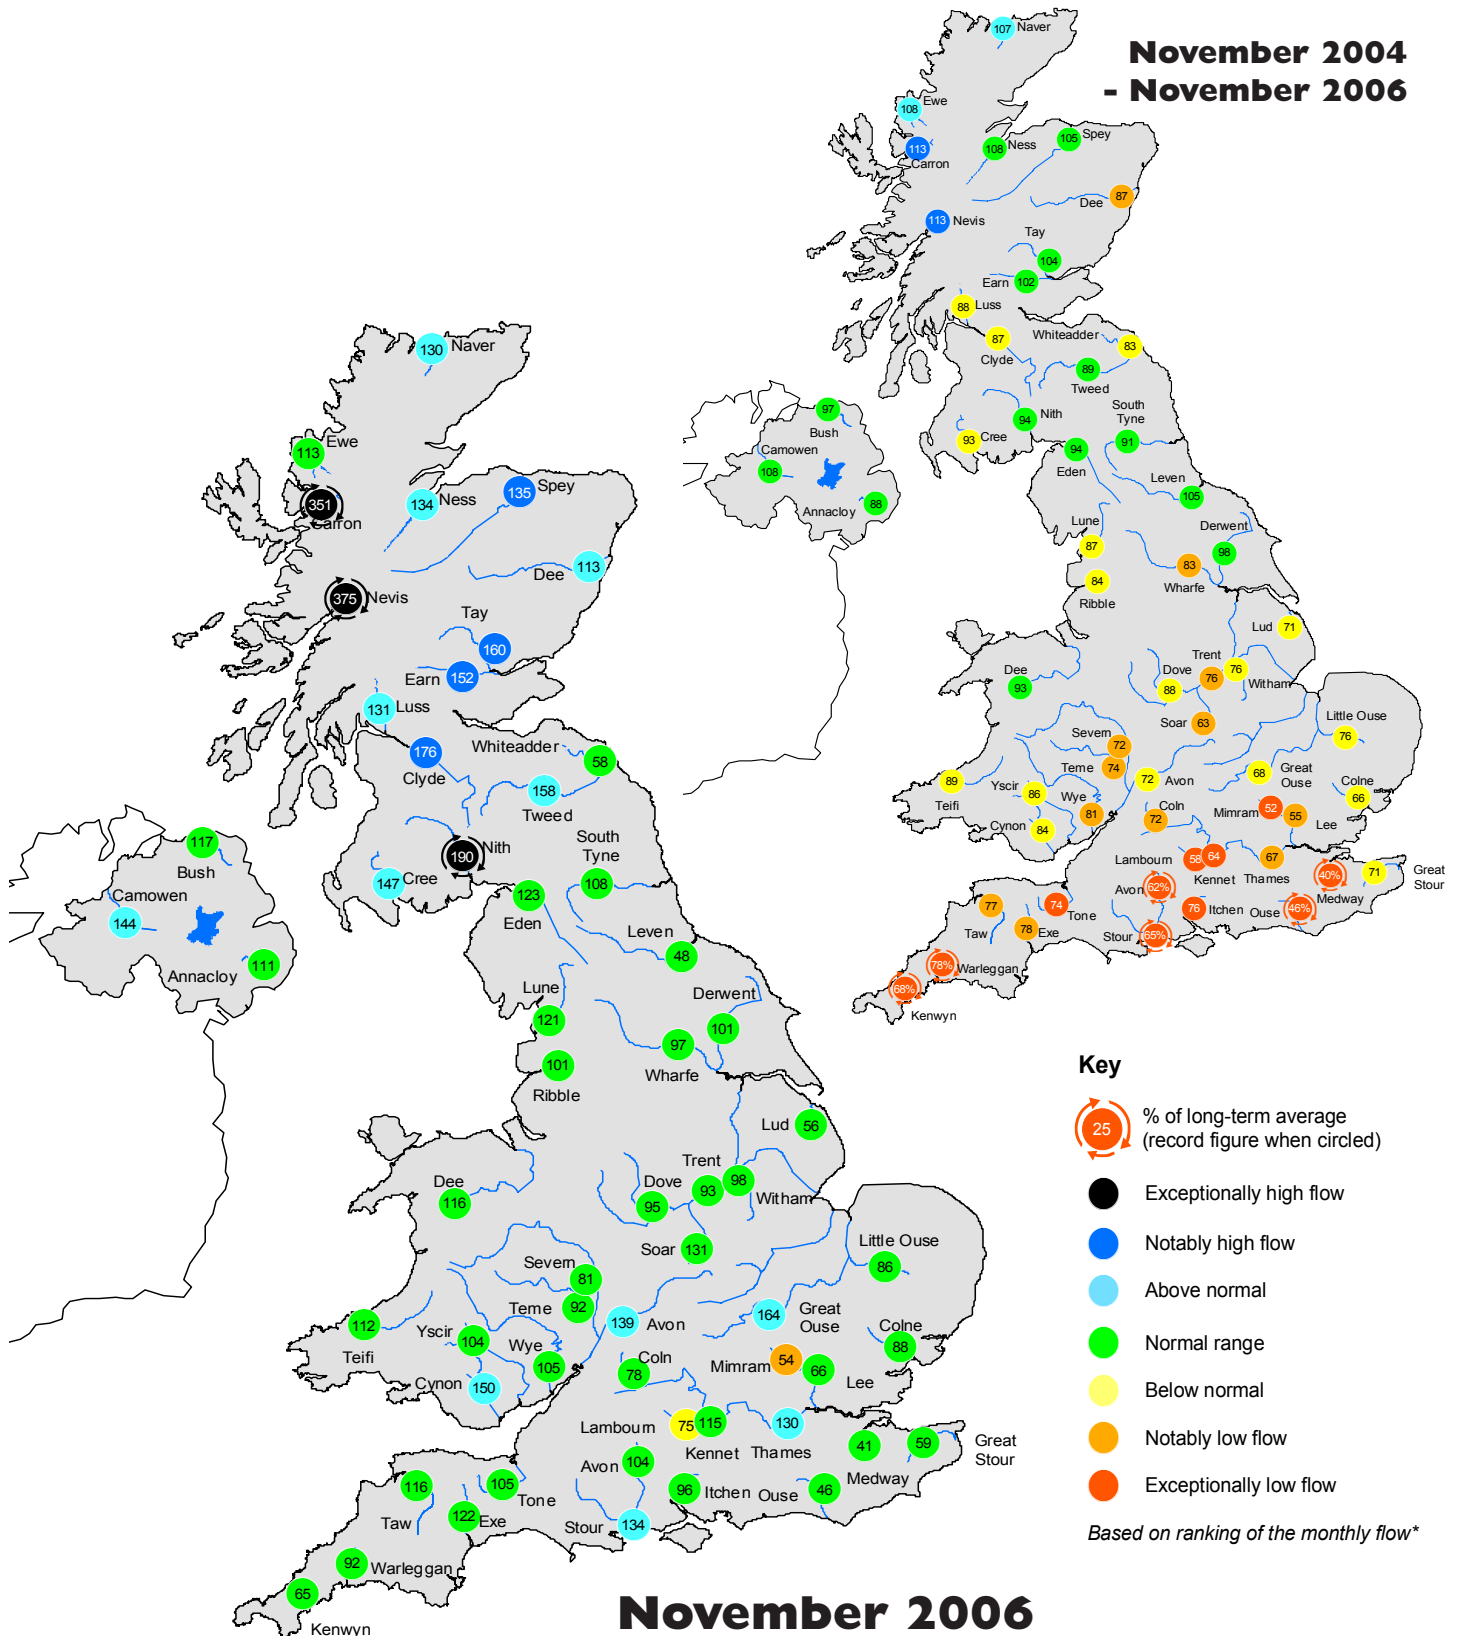 November 2004
- November 2006
107 Naver
108 Ewe
113
Carron
108 Ness
105 Spey
Dee 87
113 Nevis
Tay
104
Earn 102
88 Luss
87
Clyde
Whiteadder
83
89
Tweed
South
Tyne
91
94 Nith
93 Cree
94
Eden
97
Bush
Camowen
108
Annacloy 88
Leven
105
Lune
87
Derwent
98
83
Wharfe
84
Ribble
Lud 71
Trent
76
76
Witham
Dove
88
Dee
93
Soar 63
Little Ouse
76
Severn
72
Teme 74
72 Avon
68 Great
Ouse
Colne
66
89
Teifi
Yscir
86
Wye
81
Cynon 84
Coln
72
Mimram 52
55
Lee
Lambourn 58
64
Kennet
67
Thames
40%
Medway
71 Great
Stour
Avon 62%
76 Itchen
Ouse 46%
77
Taw
74
Tone
78 Exe
Stour 65%
78%
Warleggan
68%
Kenwyn
130 Naver
113 Ewe
351
Carron
134 Ness
135 Spey
Dee 113
375 Nevis
Tay
160
Earn 152
131 Luss
176
Clyde
Whiteadder
58
158
Tweed
South
Tyne
108
190 Nith
147 Cree
123
Eden
117
Bush
Camowen
144
Annacloy 111
Leven
48
Lune
121
Derwent
101
97
Wharfe
101
Ribble
Lud 56
Trent
93
98
Witham
Dove
95
Dee
116
Soar 131
Little Ouse
86
Severn
81
Teme 92
139 Avon
164 Great
Ouse
Colne
88
112
Teifi
Yscir
104
Wye
105
Cynon 150
Coln
78
Mimram 54
66
Lee
Lambourn 75
115
Kennet
130
Thames
41
Medway
59 Great
Stour
Avon 104
96 Itchen
Ouse 46
116
Taw
105
Tone
122 Exe
Stour 134
92
Warleggan
65
Kenwyn
November 2006
Key
25 % of long-term average
(record figure when circled)
Exceptionally high flow
Notably high flow
Above normal
Normal range
Below normal
Notably low flow
Exceptionally low flow
Based on ranking of the monthly flow*